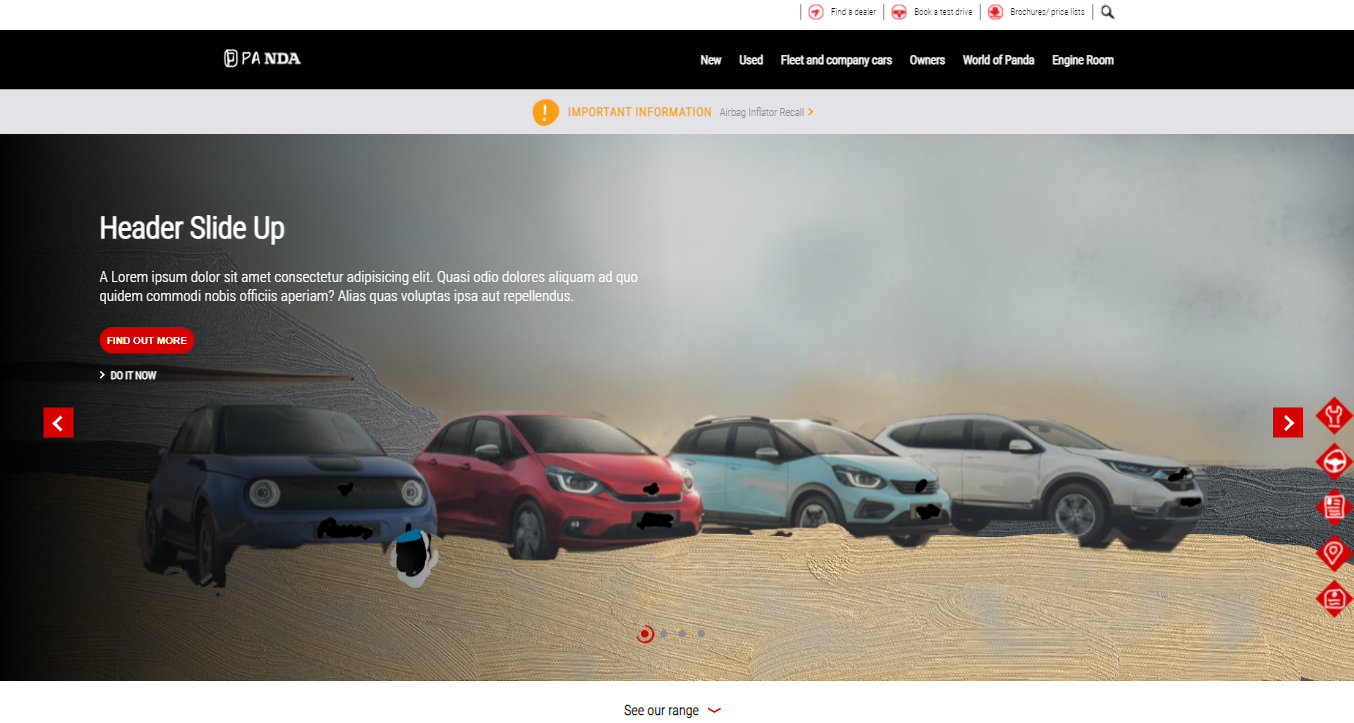 Find a dealer
Book a test drive
Brochures/ price lists
PA NDA
New
Used
Fleet and company cars
Owners
World of Panda
Engine Room
IMPORTANT INFORMATION
Airbag Inflator Recall
Header Slide Up
A Lorem ipsum dolor sit amet consectetur adipisicing elit. Quasi odio dolores aliquam ad quo
quidem commodi nobis officiis aperiam? Alias quas voluptas ipsa aut repellendus.
FIND OUT MORE
DO IT NOW
See our range